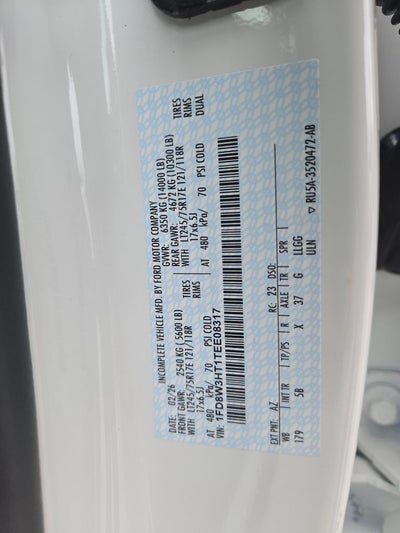 INCOMPLETE VEHICLE MFD. BY FORD MOTOR COMPANY
DATE: 02/26 GVWR: 6350 KG (14000 LB)
FRONT GAWR: 2540 KG (5600 LB) REAR GAWR: 4672 KG (10300 LB)
WITH LT245/75R17E 121/118R TIRES WITH LT245/75R17E 121/118R TIRES
17x6.5J RIMS 17x6.5J RIMS
AT 480 kPa/ 70 PSI COLD AT 480 kPa/ 70 PSI COLD DUAL
VIN: 1FD8W3HT1TEE08317
EXT PNT: AZ RC: 23 DSO:
WB INT TR TP/PS R AXLE TR SPR
179 5B X 37 G LLGG
ULN
▽ RU5A-3520472-AB